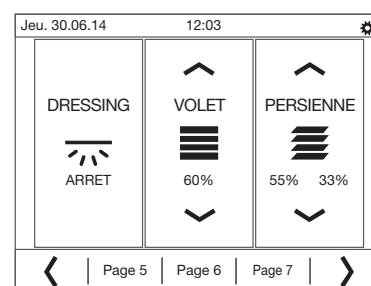 Jeu. 30.06.14 12:03
DRESSING VOLET PERSIENNE
ARRET 60% 55% 33%
Page 5 Page 6 Page 7